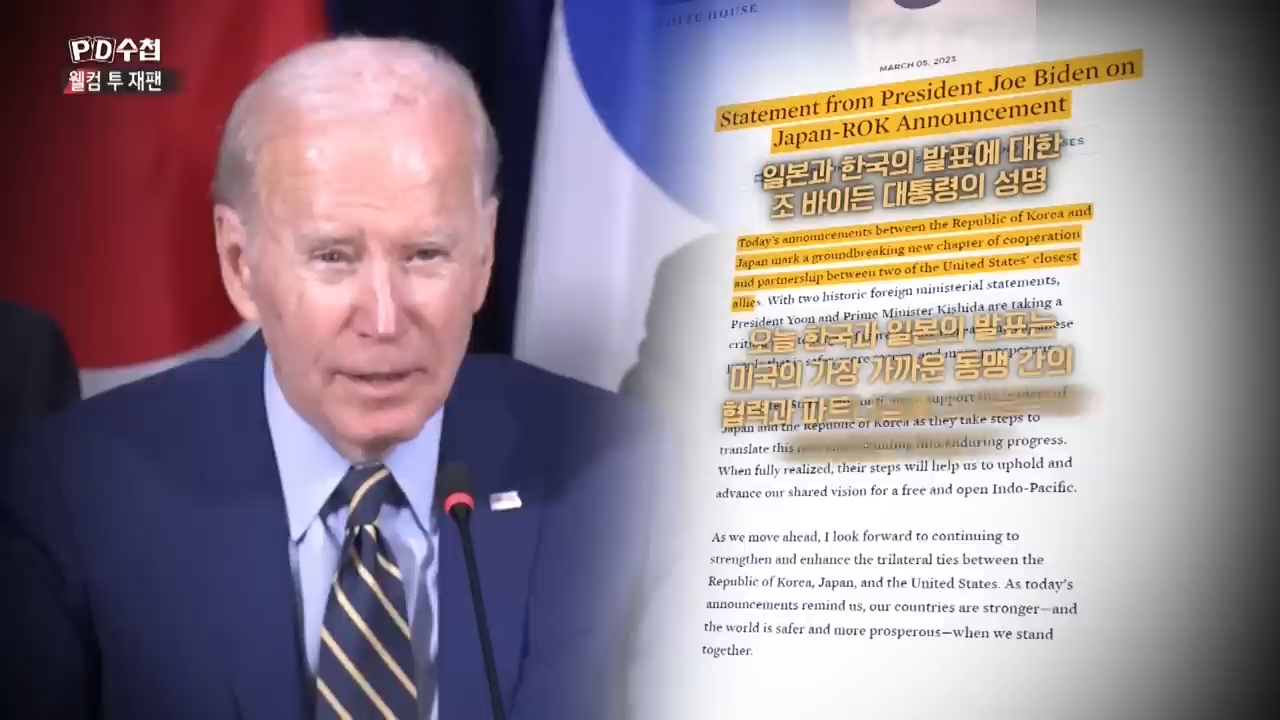 PD수첩
웰컴 투 재팬
WHITE HOUSE
MARCH 05, 2023
Statement from President Joe Biden on
Japan-ROK Announcement
일본과 한국의 발표에 대한
조 바이든 대통령의 성명
Today's announcements between the Republic of Korea and
Japan mark a groundbreaking new chapter of cooperation
and partnership between two of the United States' closest
allies. With two historic foreign ministerial statements,
President Yoon and Prime Minister Kishida are taking a
오늘 한국과 일본의 발표는
미국의 가장 가까운 동맹 간의
협력과
support the leaders of
Japan and the Republic of Korea as they take steps to
translate this enduring progress.
When fully realized, their steps will help us to uphold and
advance our shared vision for a free and open Indo-Pacific.
As we move ahead, I look forward to continuing to
strengthen and enhance the trilateral ties between the
Republic of Korea, Japan, and the United States. As today's
announcements remind us, our countries are stronger—and
the world is safer and more prosperous—when we stand
together.